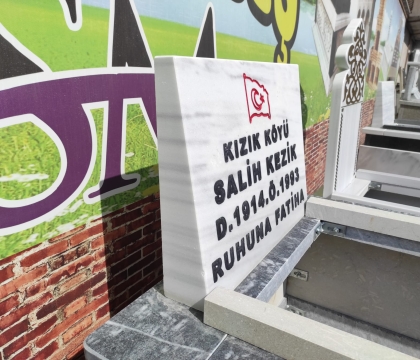 KIZIK KÖYÜ
SALİH KEZİK
D.1914.Ö.1993
RUHUNA FATİHA